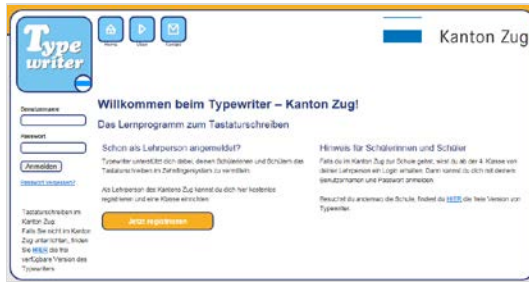 Type
writer
Home
Üben
Kontakt
Kanton Zug
Benutzername
Passwort
Anmelden
Passwort vergessen?
Tastaturschreiben im
Kanton Zug:
Falls Sie nicht im Kanton
Zug unterrichten, finden
Sie HIER die frei
verfügbare Version des
Typewriters.
Willkommen beim Typewriter – Kanton Zug!
Das Lernprogramm zum Tastaturschreiben
Schon als Lehrperson angemeldet?
Typewriter unterstützt dich dabei, deinen Schülerinnen und Schülern das
Tastaturschreiben im Zehnfingersystem zu vermitteln.
Als Lehrperson des Kantons Zug kannst du dich hier kostenlos
registrieren und eine Klasse einrichten.
Jetzt registrieren
Hinweis für Schülerinnen und Schüler
Falls du im Kanton Zug zur Schule gehst, wirst du ab der 4. Klasse von
deiner Lehrperson ein Login erhalten. Dann kannst du dich mit deinem
Benutzernamen und Passwort anmelden.
Besuchst du anderswo die Schule, findest du HIER die freie Version von
Typewriter.